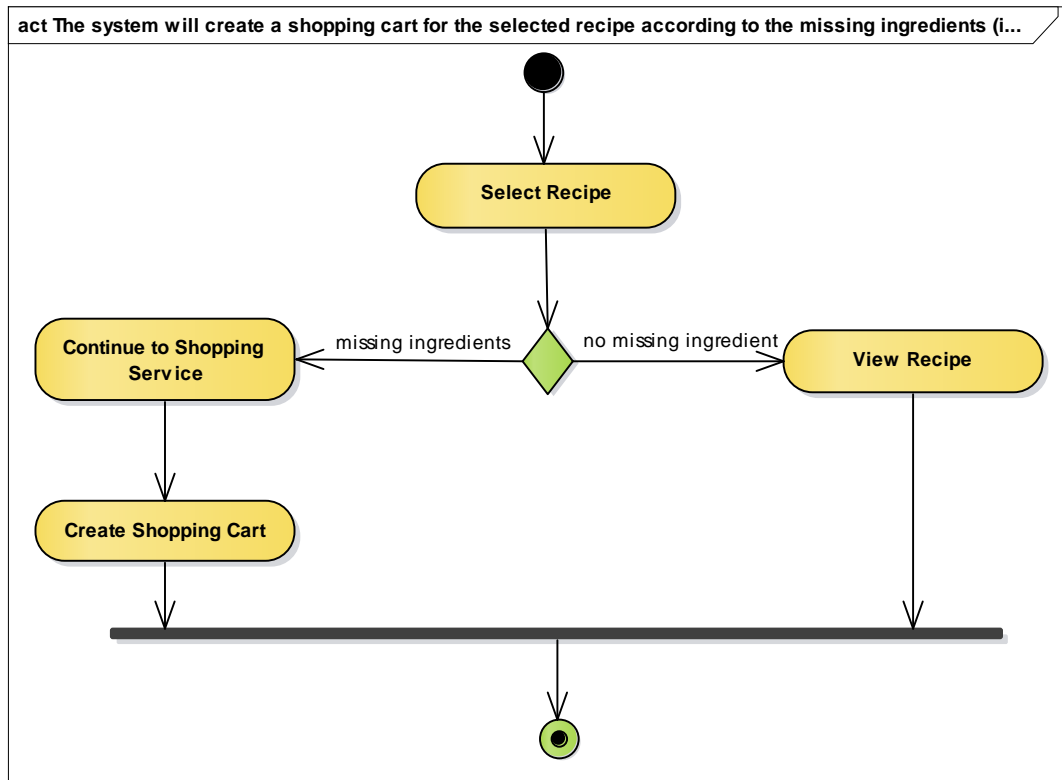 act The system will create a shopping cart for the selected recipe according to the missing ingredients (i...
Select Recipe
missing ingredients
no missing ingredient
Continue to Shopping
Service
View Recipe
Create Shopping Cart